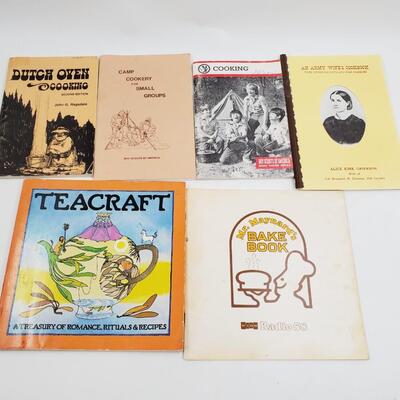 DUTCH OVEN
COOKING
SECOND EDITION
John G. Ragsdale
CAMP
COOKERY
FOR
SMALL
GROUPS
BOY SCOUTS OF AMERICA
COOKING
BOY SCOUTS OF AMERICA
AN ARMY WIFE'S COOKBOOK
ALICE KIRK GRIERSON
TEACRAFT
A TREASURY OF ROMANCE, RITUALS & RECIPES
Mr. Maynard's
BAKE
BOOK
Radio 58